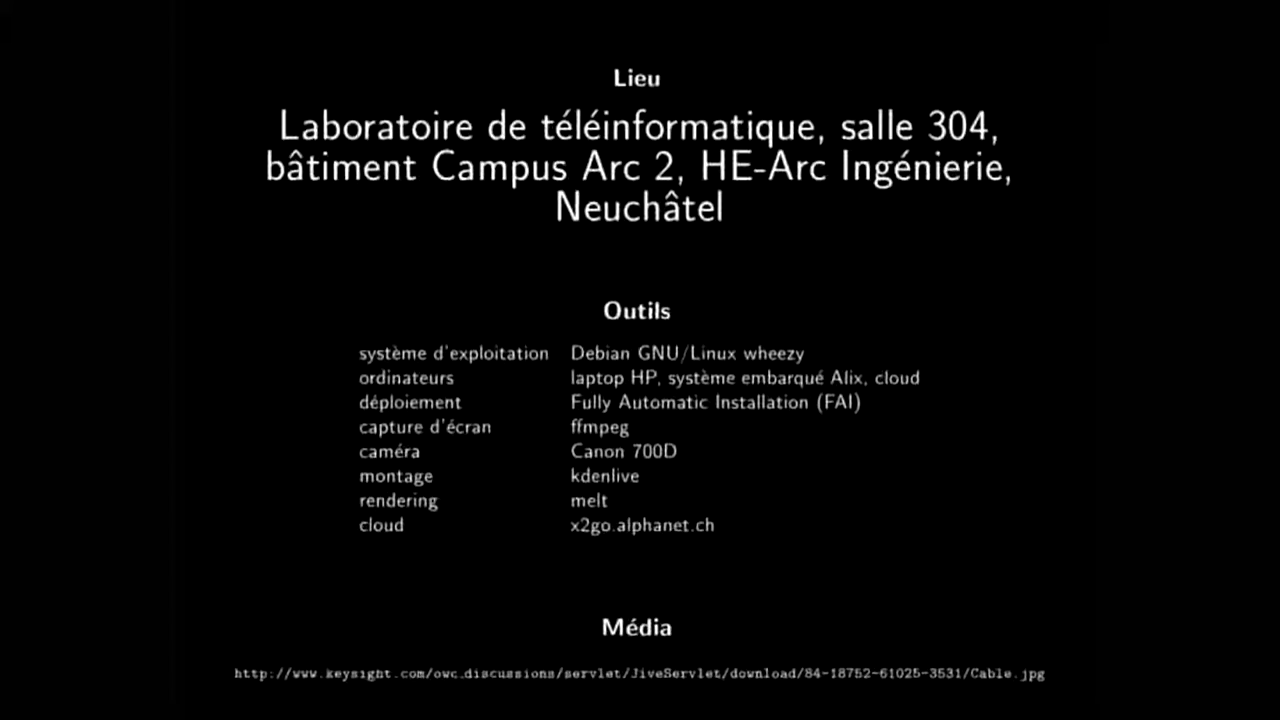 Lieu
Laboratoire de téléinformatique, salle 304,
bâtiment Campus Arc 2, HE-Arc Ingénierie,
Neuchâtel
Outils
système d'exploitation Debian GNU/Linux wheezy
ordinateurs laptop HP, système embarqué Alix, cloud
déploiement Fully Automatic Installation (FAI)
capture d'écran ffmpeg
caméra Canon 700D
montage kdenlive
rendering melt
cloud x2go.alphanet.ch
Média
http://www.keysight.com/owc_discussions/servlet/JiveServlet/download/84-18752-61025-3531/Cable.jpg